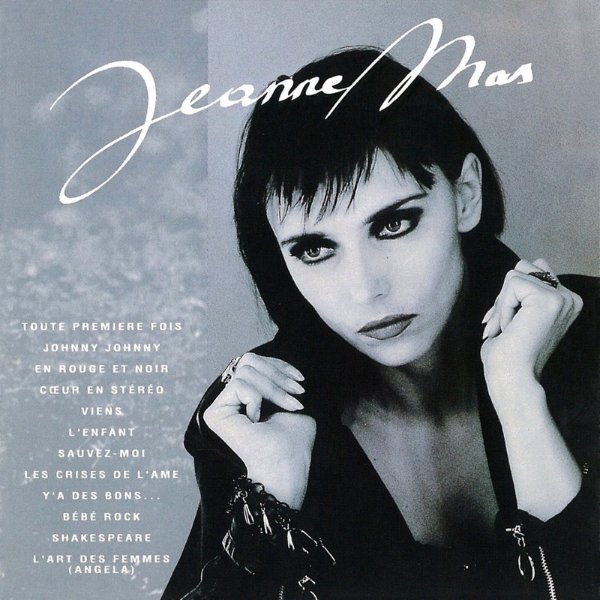 Jeanne Mas
TOUTE PREMIERE FOIS
JOHNNY JOHNNY
EN ROUGE ET NOIR
CŒUR EN STÉRÉO
VIENS
L'ENFANT
SAUVEZ-MOI
LES CRISES DE L'AME
Y'A DES BONS...
BÉBÉ ROCK
SHAKESPEARE
L'ART DES FEMMES
(ANGELA)